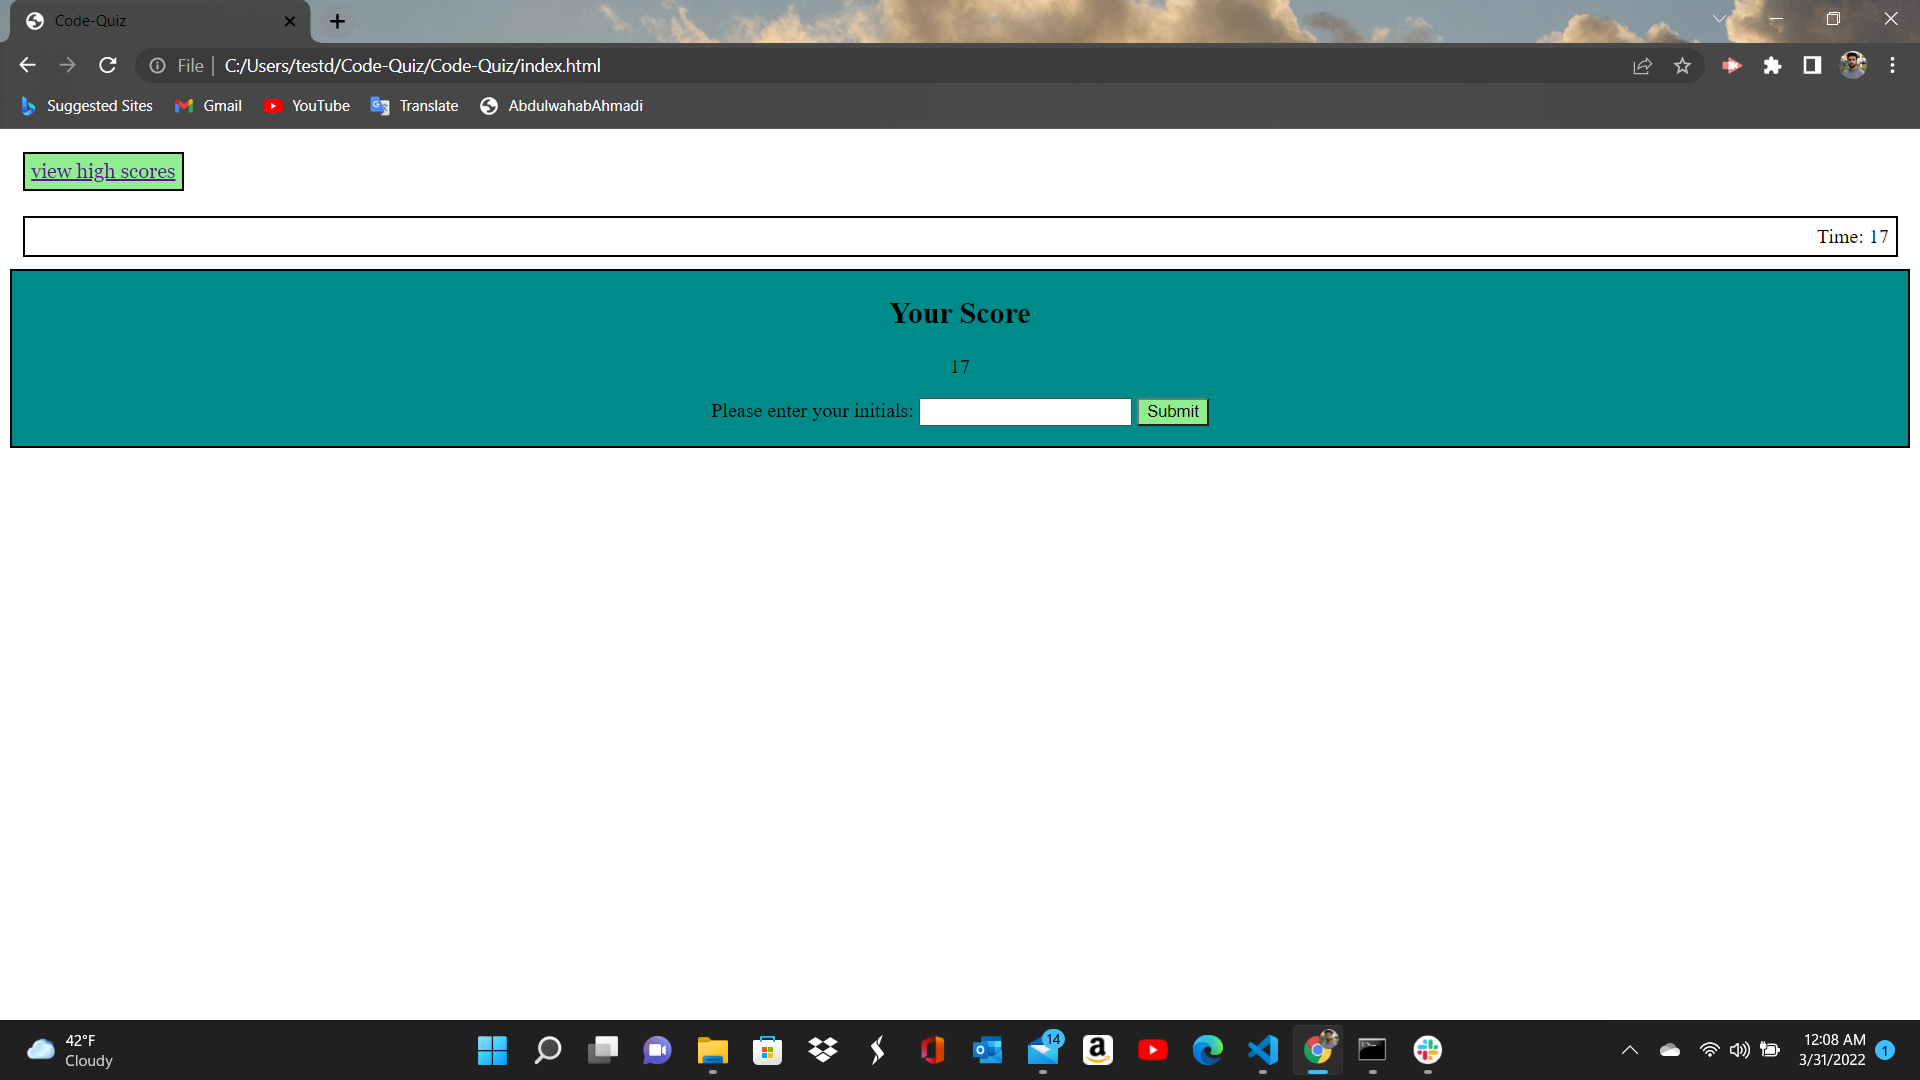 Code-Quiz
File | C:/Users/testd/Code-Quiz/Code-Quiz/index.html
Suggested Sites Gmail YouTube Translate AbdulwahabAhmadi
view high scores
Time: 17
Your Score
17
Please enter your initials: Submit
14
42°F
Cloudy
12:08 AM
3/31/2022
1